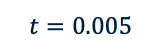 t = 0.005